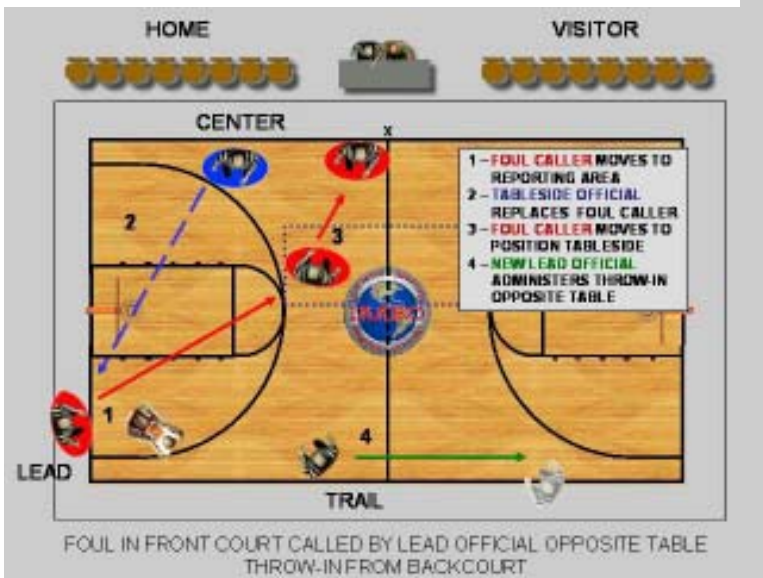 HOME
VISITOR
CENTER
X
1 – FOUL CALLER MOVES TO
REPORTING AREA
2 – TABLESIDE OFFICIAL
REPLACES FOUL CALLER
3 – FOUL CALLER MOVES TO
POSITION TABLESIDE
4 – NEW LEAD OFFICIAL
ADMINISTERS THROW-IN
OPPOSITE TABLE
2
3
1
4
LEAD
TRAIL
FOUL IN FRONT COURT CALLED BY LEAD OFFICIAL OPPOSITE TABLE
THROW-IN FROM BACKCOURT